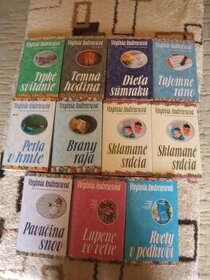 Virginia Andrewsová
Trpké
svitanie
Virginia Andrewsová
Temná
hodina
Virginia Andrewsová
Dieťa
súmraku
Virginia Andrewsová
Tajomné
ráno
Virginia Andrewsová
Perla
v hmle
Virginia Andrewsová
Brány
raja
Virginia Andrewsová
Sklamané
srdcia
Virginia Andrewsová
Sklamané
srdcia
Virginia Andrewsová
Pavučina
snov
Virginia Andrewsová
Lupene
vo vetre
Virginia Andrewsová
Kvety
v podkroví